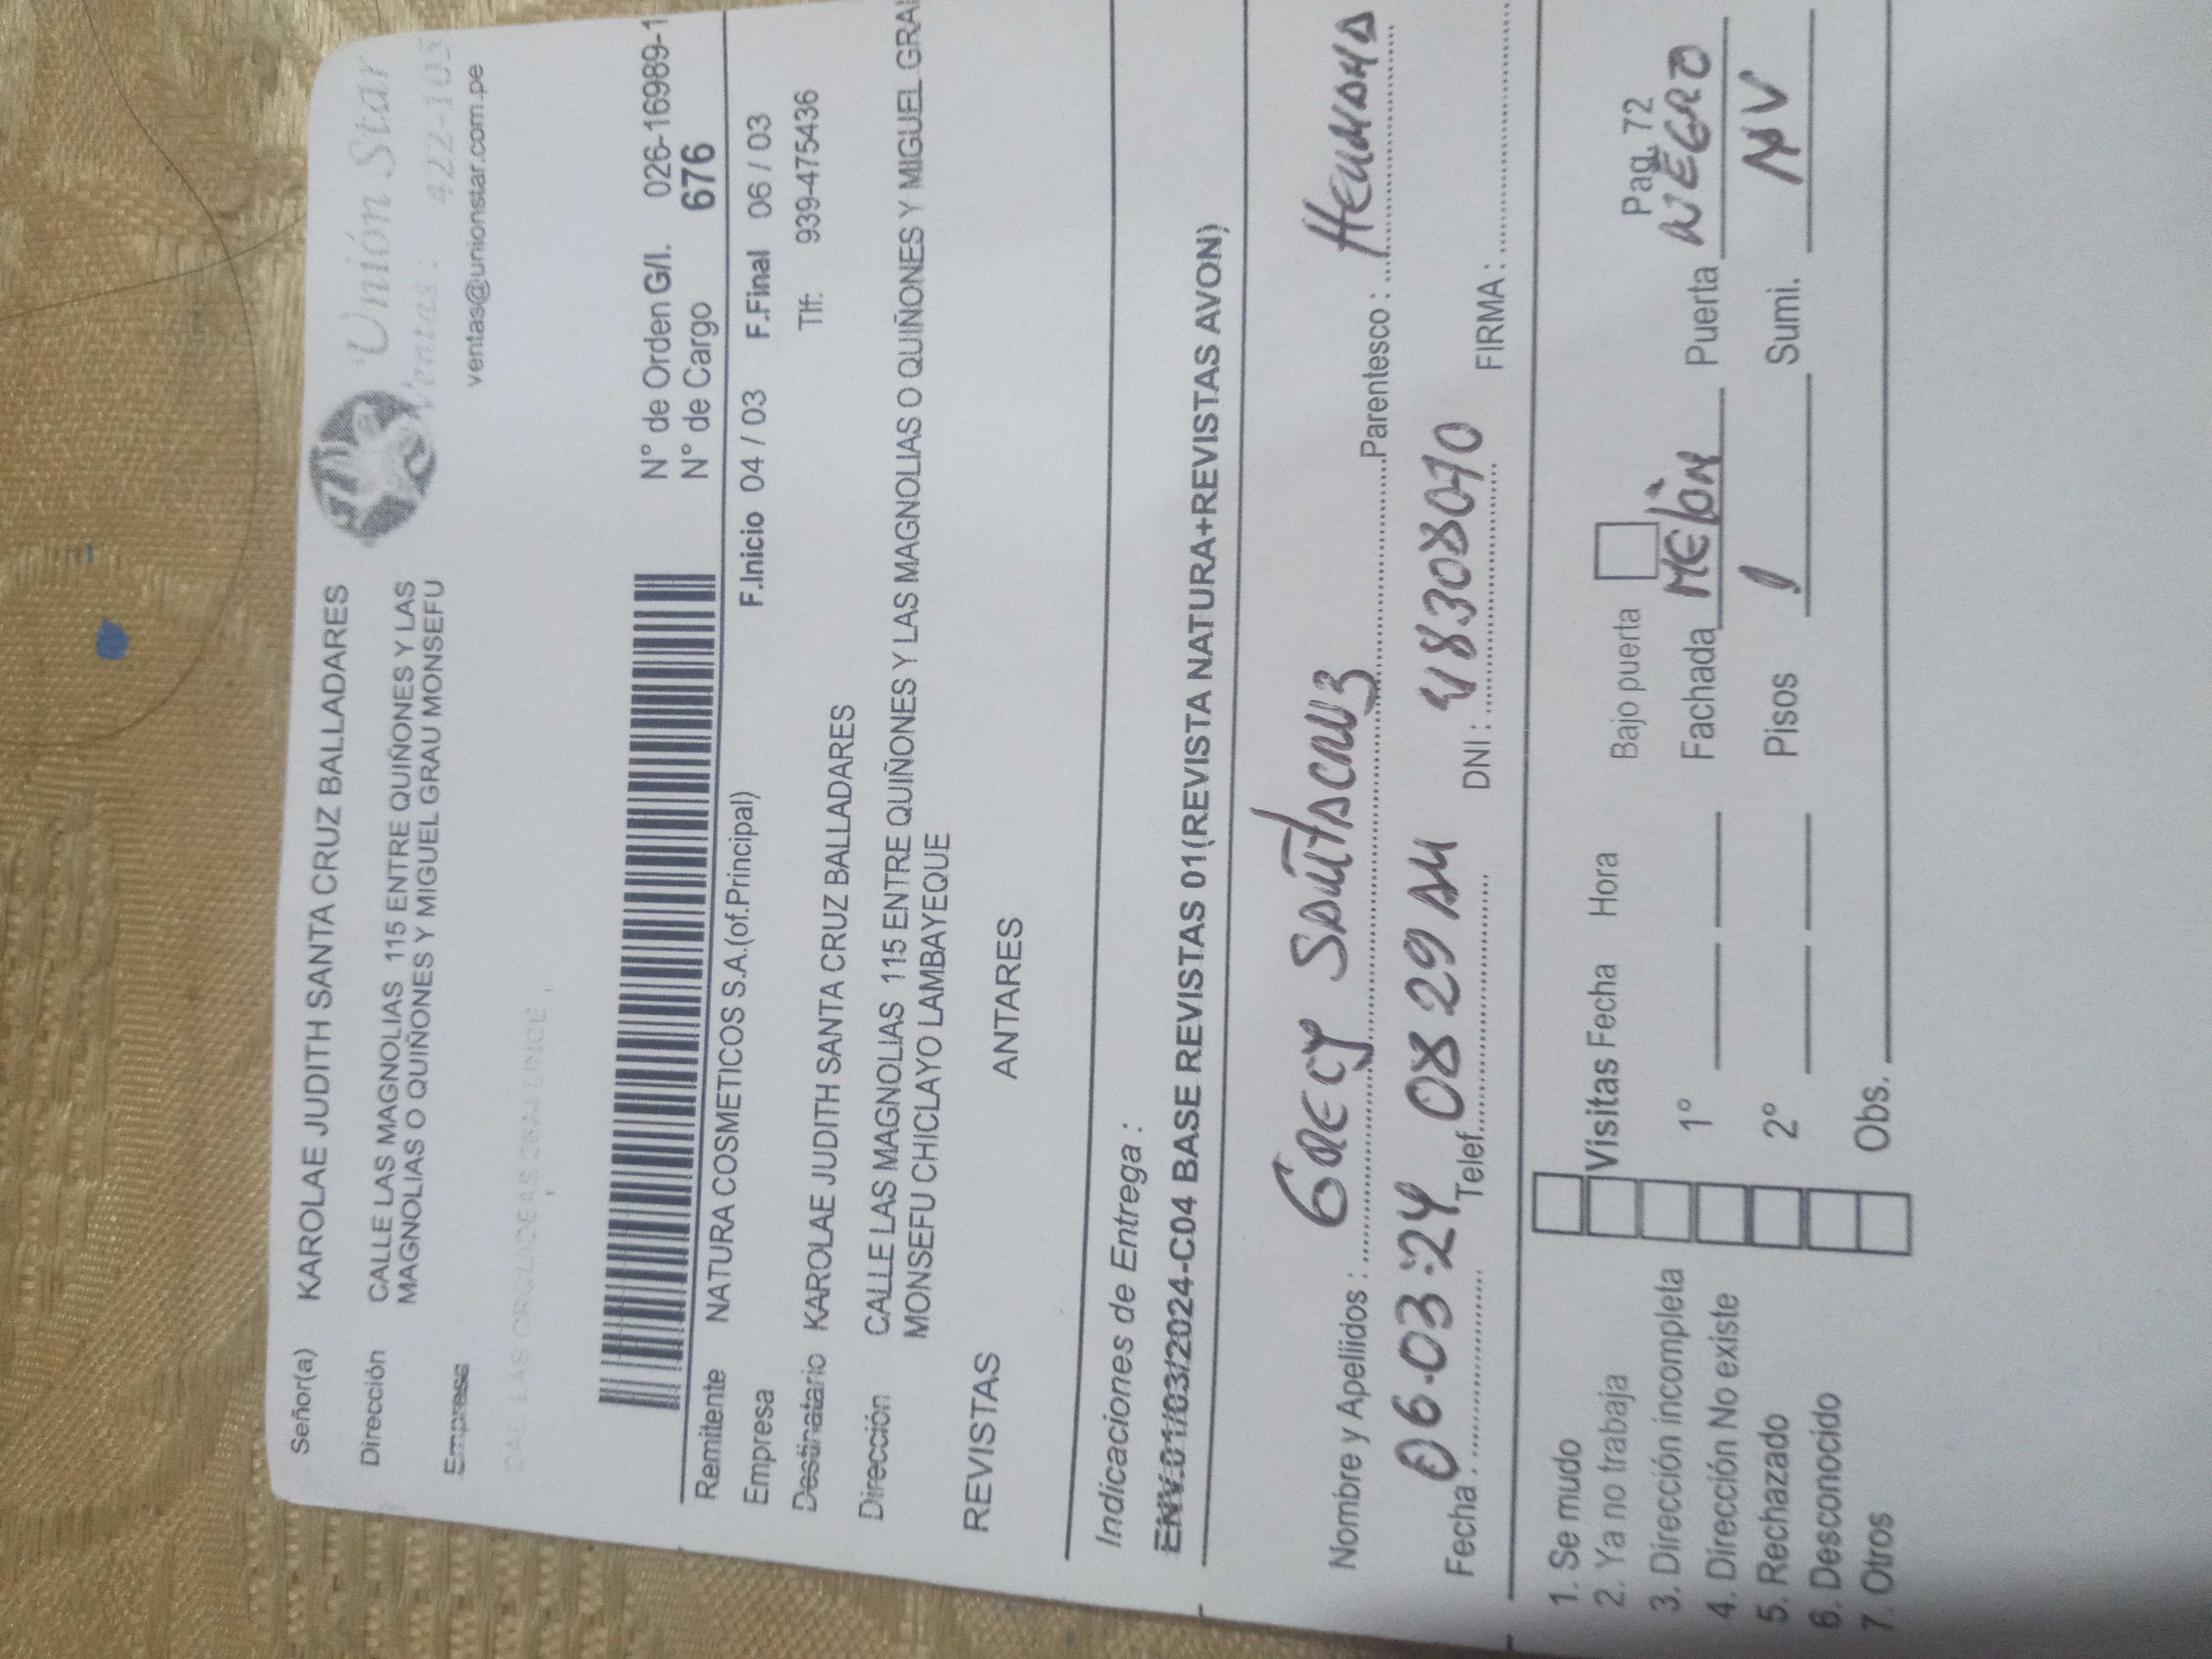 Señor(a) KAROLAE JUDITH SANTA CRUZ BALLADARES
Unión Star
Dirección CALLE LAS MAGNOLIAS 115 ENTRE QUIÑONES Y LAS
MAGNOLIAS O QUIÑONES Y MIGUEL GRAU MONSEFU
Ventas: 422-103
Empresa
ventas@unionstar.com.pe
N° de Orden G/I. 026-16989-1
N° de Cargo 676
Remitente NATURA COSMETICOS S.A.(of.Principal)
F.Inicio 04 / 03 F.Final 06 / 03
Empresa
Destinatario KAROLAE JUDITH SANTA CRUZ BALLADARES
Tlf: 939-475436
Dirección CALLE LAS MAGNOLIAS 115 ENTRE QUIÑONES Y LAS MAGNOLIAS O QUIÑONES Y MIGUEL GRA
MONSEFU CHICLAYO LAMBAYEQUE
REVISTAS ANTARES
Indicaciones de Entrega :
ENV.01/03/2024-C04 BASE REVISTAS 01(REVISTA NATURA+REVISTAS AVON)
Nombre y Apellidos : GRECY SANTACRUZ Parentesco : HERMANA
Fecha : 06.03.24 Telef. 08 29 AM DNI : 48308070 FIRMA :
1. Se mudo
2. Ya no trabaja
3. Dirección incompleta
4. Dirección No existe
5. Rechazado
6. Desconocido
7. Otros
Visitas Fecha Hora
1°
2°
Obs.
Bajo puerta
Pag. 72
Fachada MELÓN Puerta NEGRO
Pisos 1 Sumi. NV